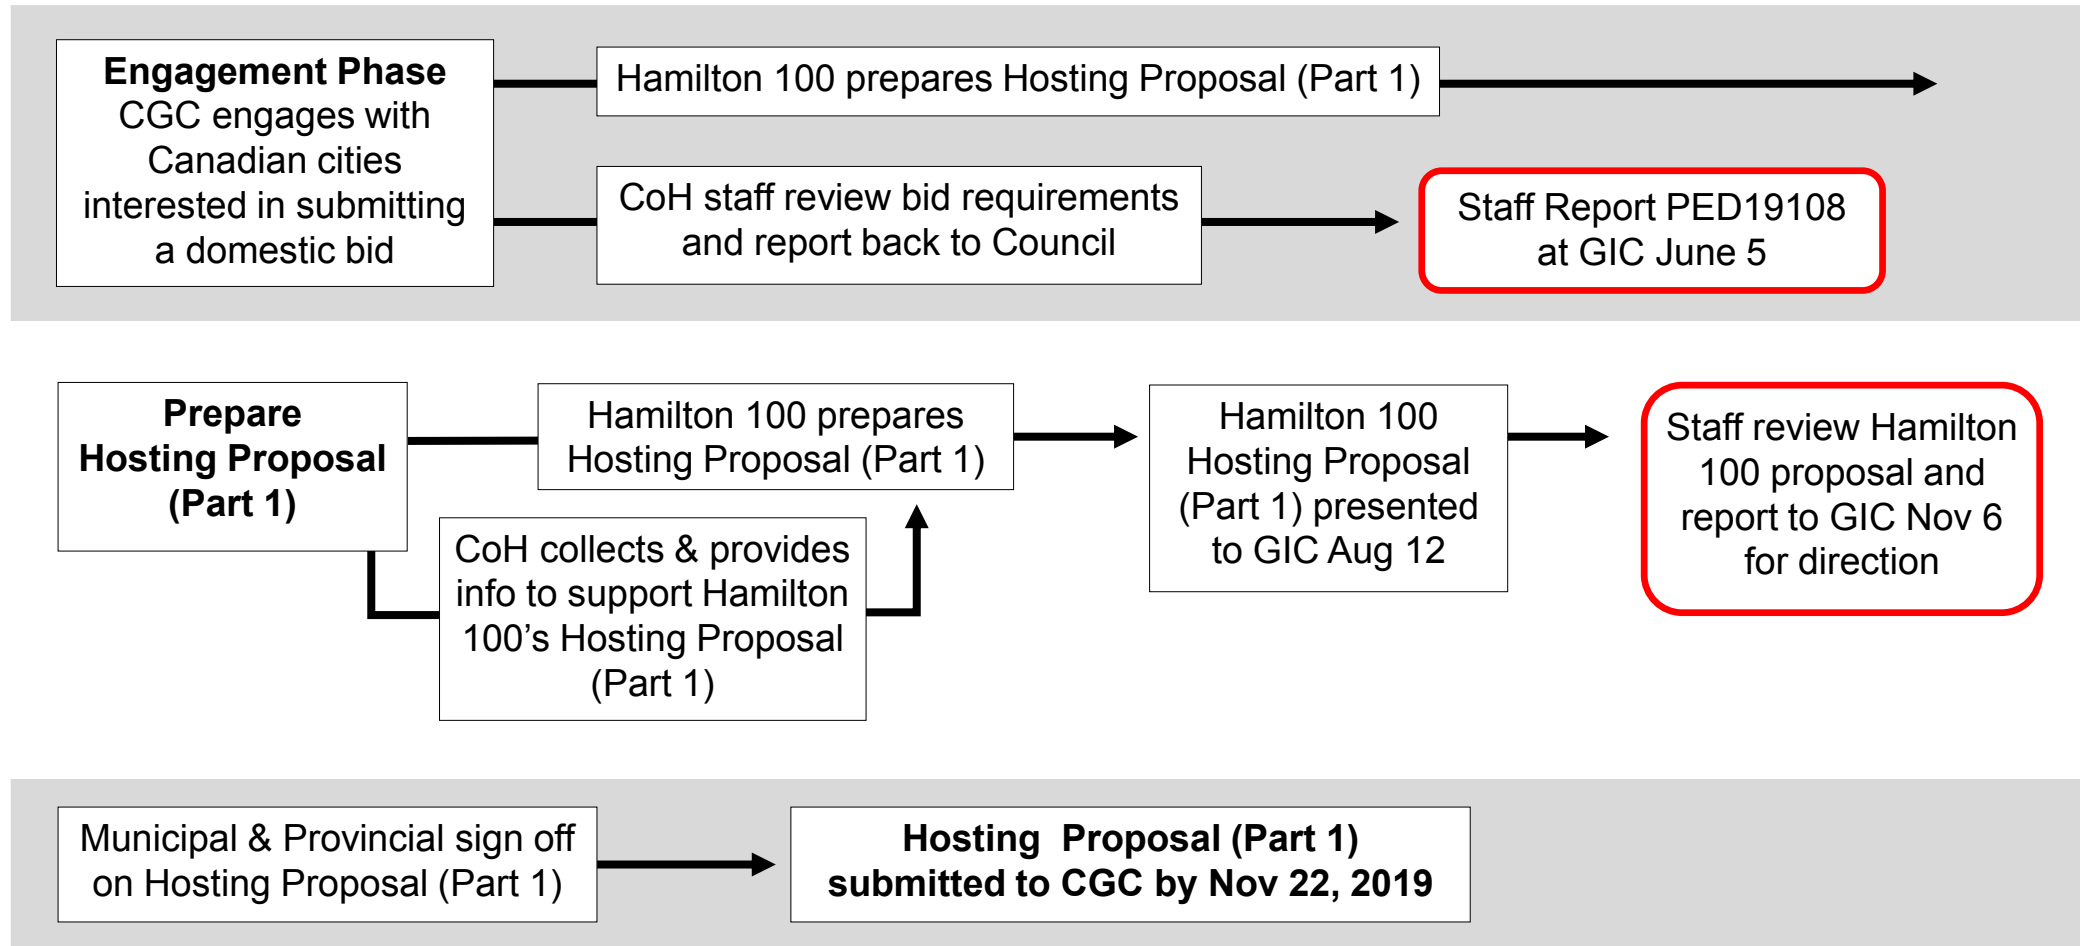 Engagement Phase
CGC engages with
Canadian cities
interested in submitting
a domestic bid
Hamilton 100 prepares Hosting Proposal (Part 1)
CoH staff review bid requirements
and report back to Council
Staff Report PED19108
at GIC June 5
Prepare
Hosting Proposal
(Part 1)
Hamilton 100 prepares
Hosting Proposal (Part 1)
CoH collects & provides
info to support Hamilton
100’s Hosting Proposal
(Part 1)
Hamilton 100
Hosting Proposal
(Part 1) presented
to GIC Aug 12
Staff review Hamilton
100 proposal and
report to GIC Nov 6
for direction
Municipal & Provincial sign off
on Hosting Proposal (Part 1)
Hosting Proposal (Part 1)
submitted to CGC by Nov 22, 2019